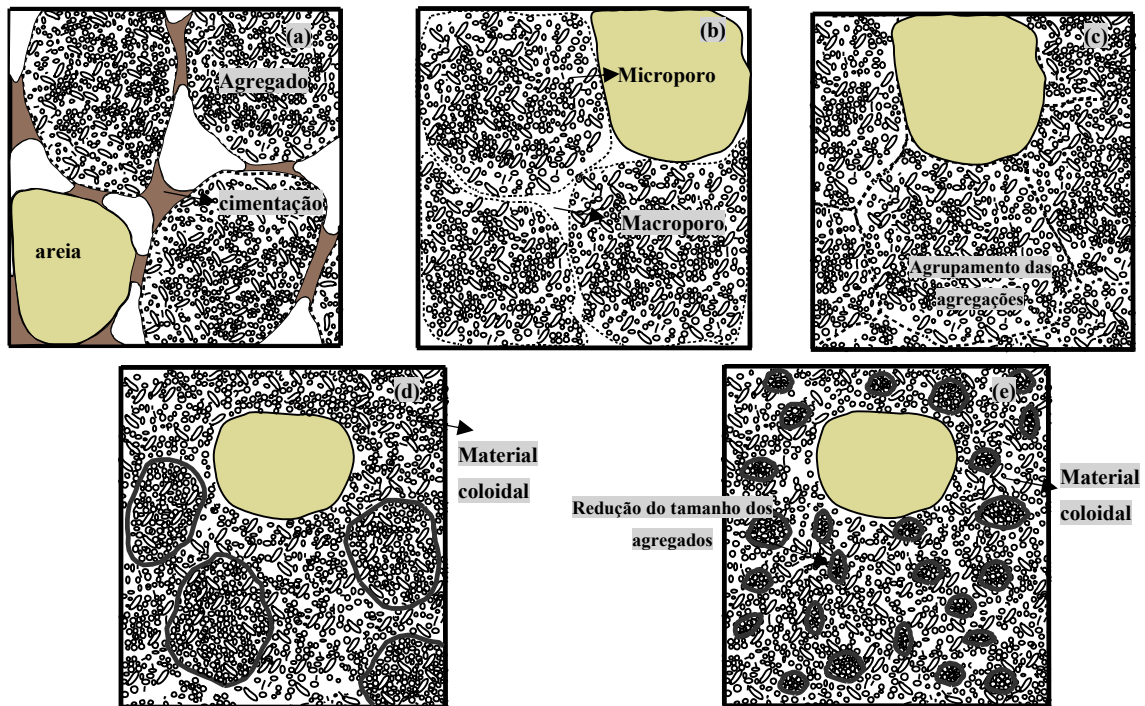 (a)
Agregado
cimentação
areia
(b)
Microporo
Macroporo
(c)
Agrupamento das
agregações
(d)
Material
coloidal
(e)
Redução do tamanho dos
agregados
Material
coloidal